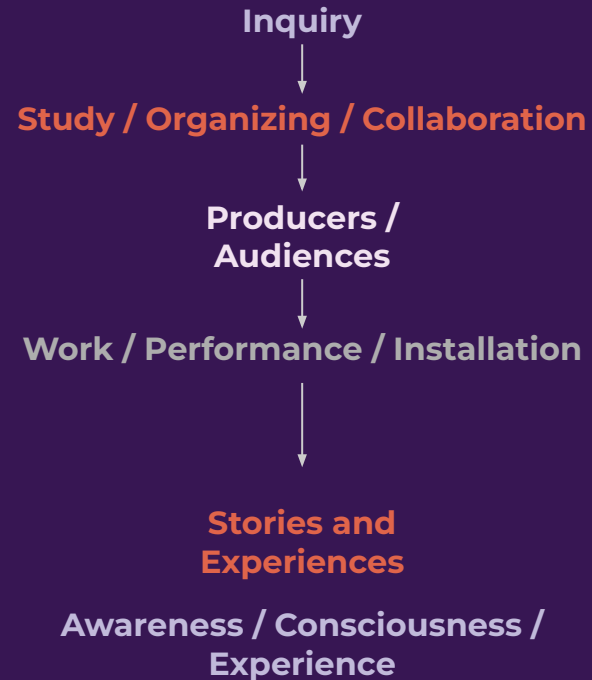 Inquiry
Study / Organizing / Collaboration
Producers /
Audiences
Work / Performance / Installation
Stories and
Experiences
Awareness / Consciousness /
Experience